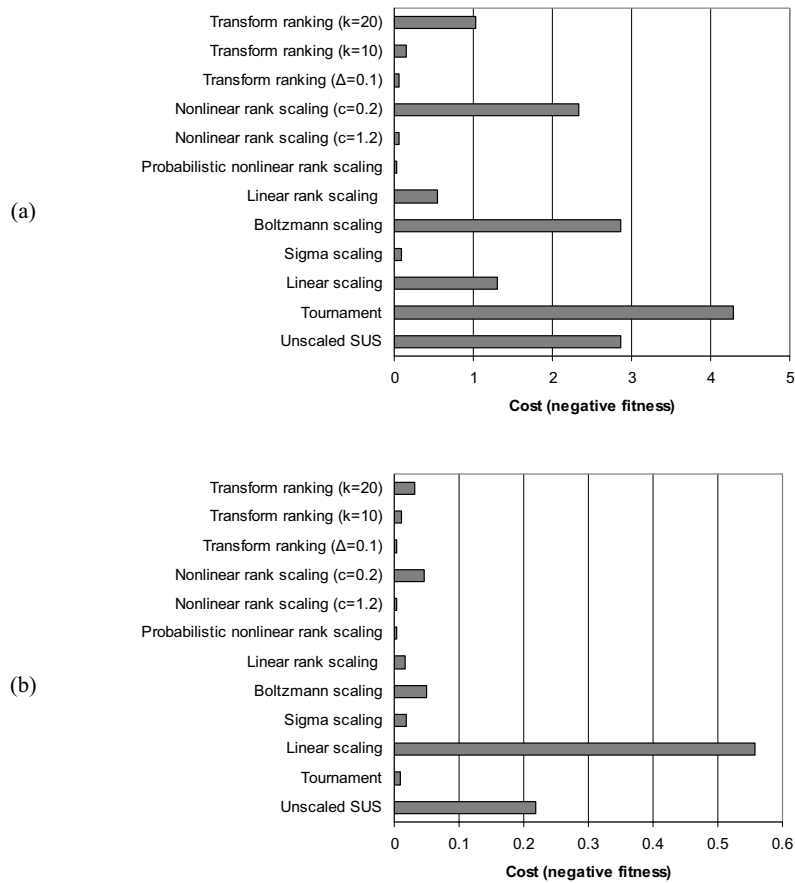 Transform ranking (k=20)
Transform ranking (k=10)
Transform ranking (Δ=0.1)
Nonlinear rank scaling (c=0.2)
Nonlinear rank scaling (c=1.2)
Probabilistic nonlinear rank scaling
(a)
Linear rank scaling
Boltzmann scaling
Sigma scaling
Linear scaling
Tournament
Unscaled SUS
0 1 2 3 4 5
Cost (negative fitness)
Transform ranking (k=20)
Transform ranking (k=10)
Transform ranking (Δ=0.1)
Nonlinear rank scaling (c=0.2)
Nonlinear rank scaling (c=1.2)
Probabilistic nonlinear rank scaling
Linear rank scaling
(b)
Boltzmann scaling
Sigma scaling
Linear scaling
Tournament
Unscaled SUS
0 0.1 0.2 0.3 0.4 0.5 0.6
Cost (negative fitness)